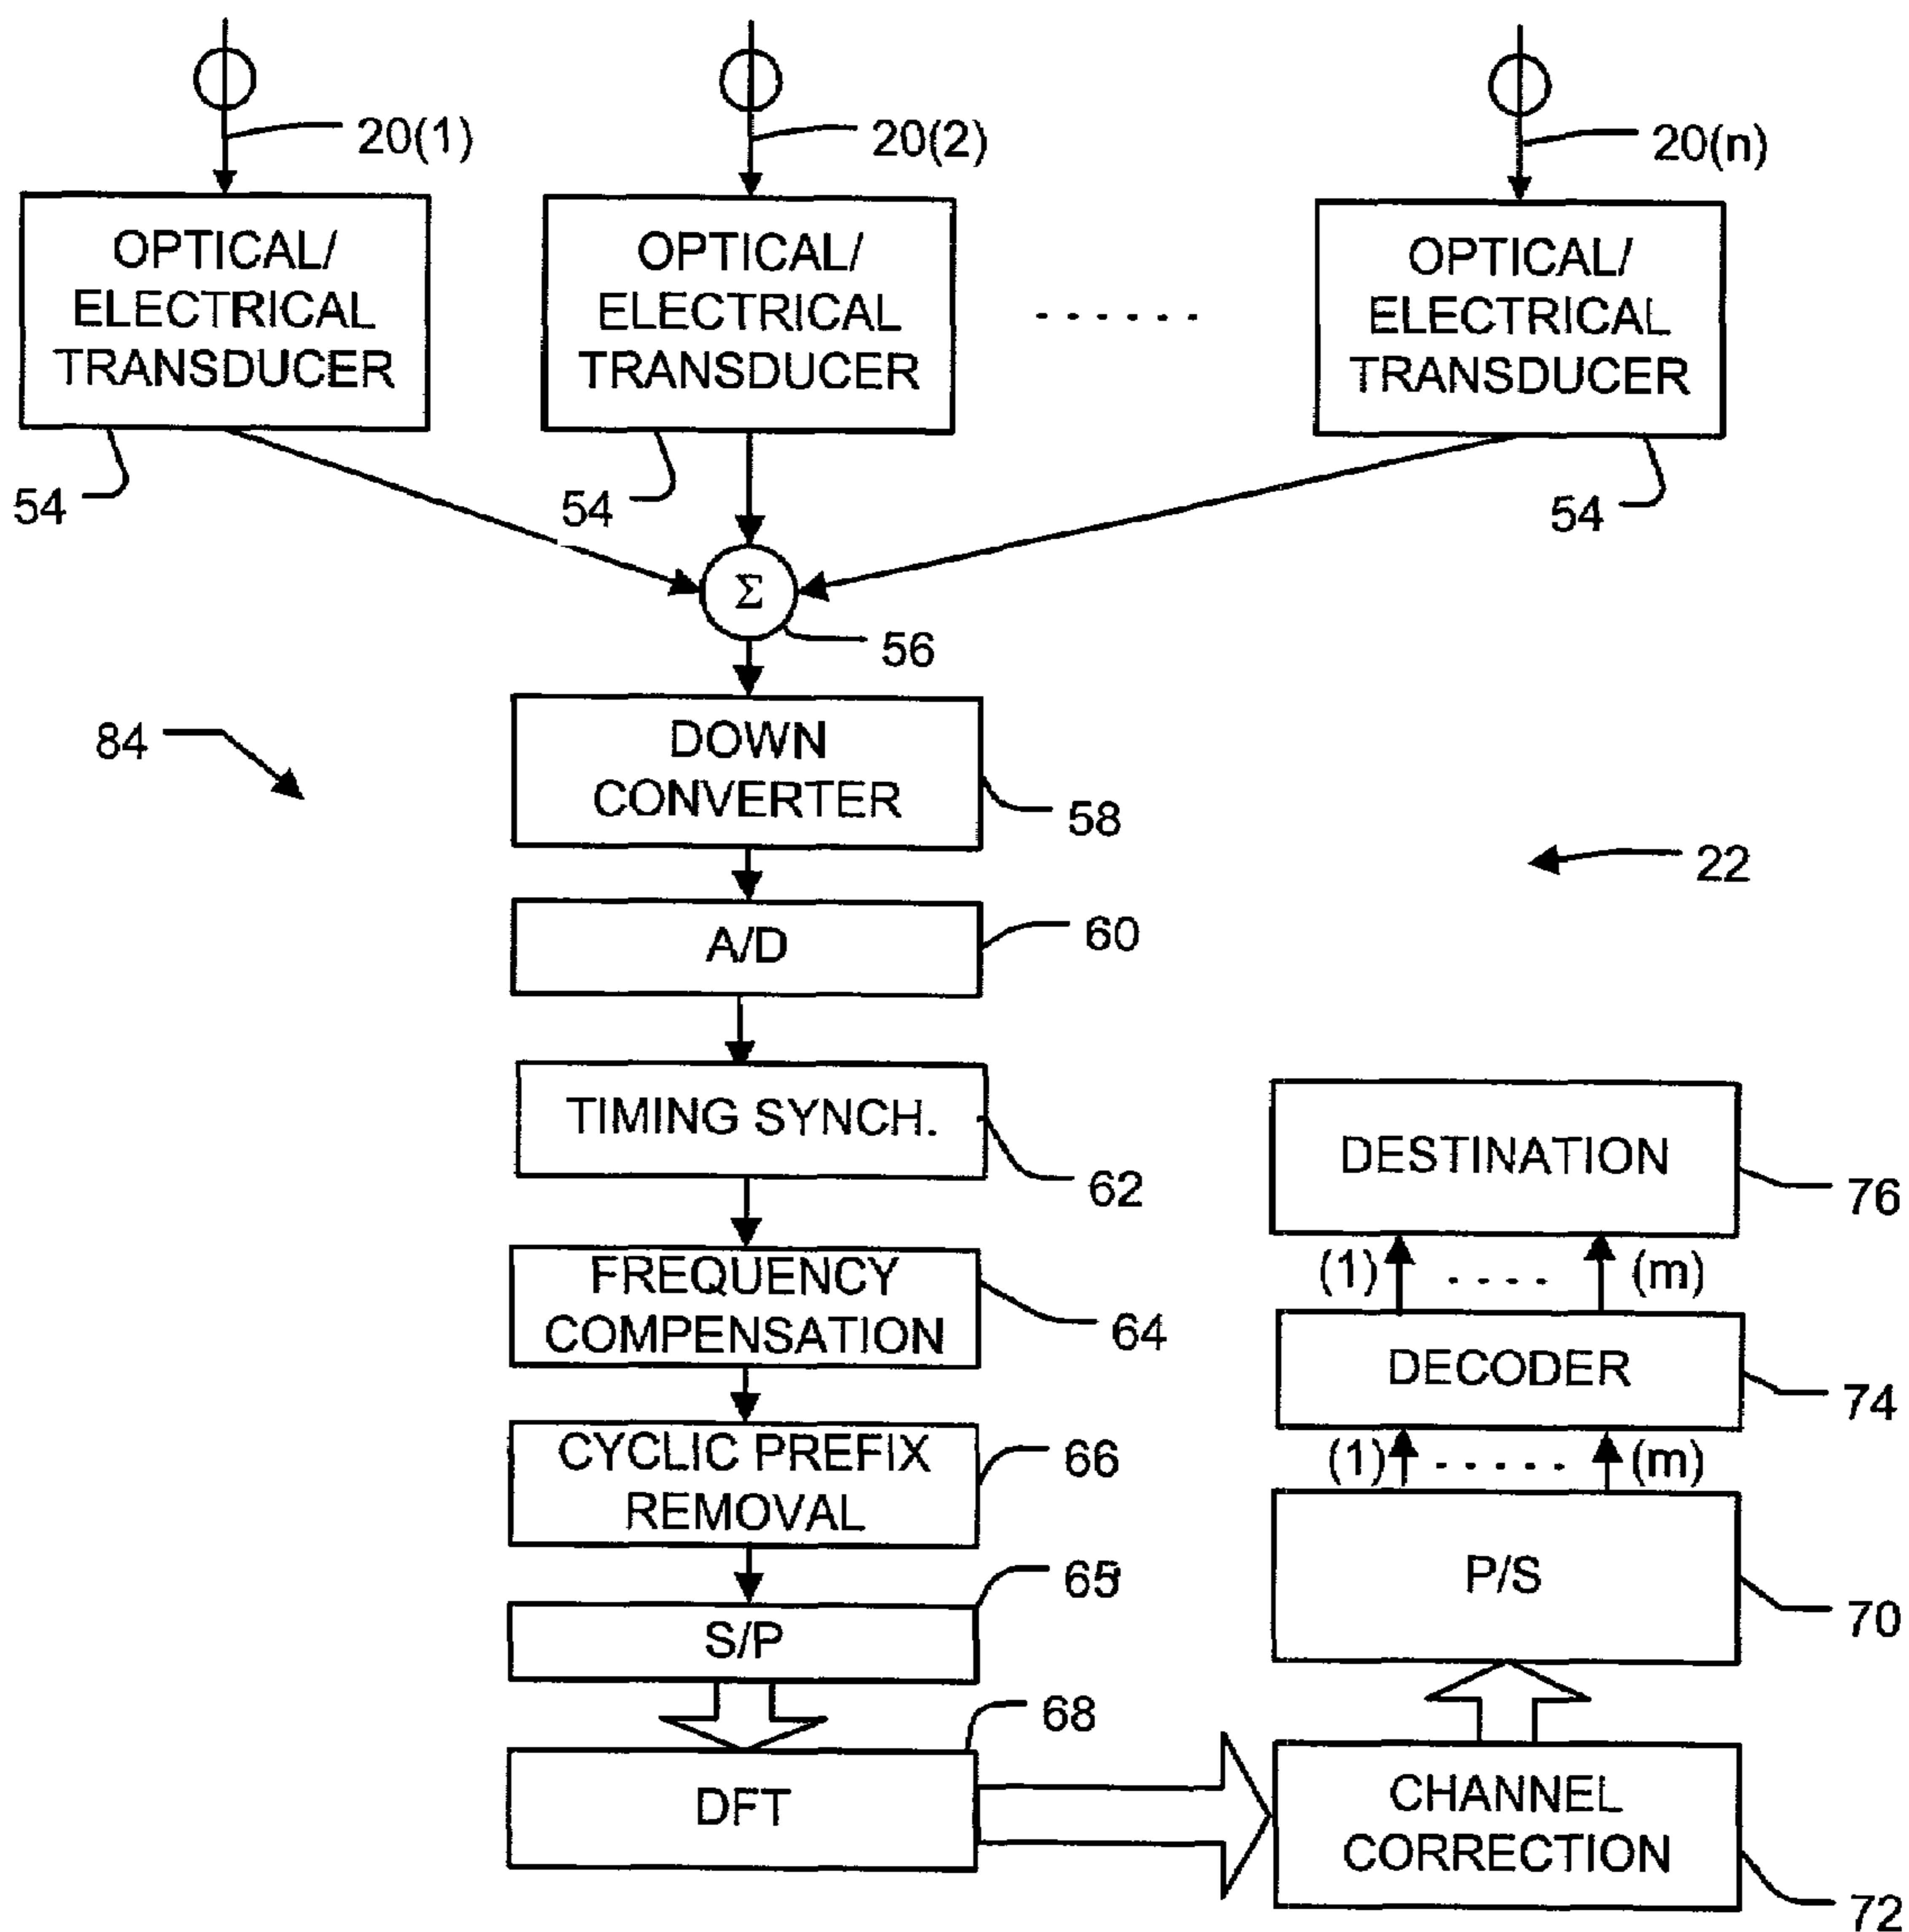 20(1)
20(2)
20(n)
OPTICAL/
ELECTRICAL
TRANSDUCER
OPTICAL/
ELECTRICAL
TRANSDUCER
......
OPTICAL/
ELECTRICAL
TRANSDUCER
54
54
54
Σ
56
84
DOWN
CONVERTER
58
22
A/D
60
TIMING SYNCH.
62
FREQUENCY
COMPENSATION
64
CYCLIC PREFIX
REMOVAL
66
S/P
65
DFT
68
DESTINATION
76
(1) .... (m)
DECODER
74
(1) ..... (m)
P/S
70
CHANNEL
CORRECTION
72